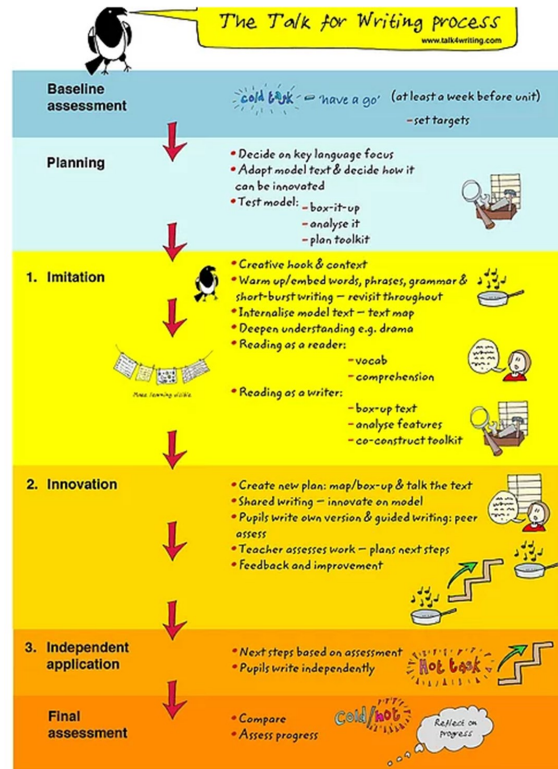 The Talk for Writing process
www.talk4writing.com
Baseline
assessment
cold task – 'have a go'
(at least a week before unit)
– set targets
Planning
• Decide on key language focus
• Adapt model text & decide how it
can be innovated
• Test model:
– box-it-up
– analyse it
– plan toolkit
1. Imitation
• Creative hook & context
• Warm up/embed words, phrases, grammar &
short-burst writing – revisit throughout
• Internalise model text – text map
• Deepen understanding e.g. drama
• Reading as a reader:
– vocab
– comprehension
Make learning visible
• Reading as a writer:
– box-up text
– analyse features
– co-construct toolkit
2. Innovation
• Create new plan: map/box-up & talk the text
• Shared writing – innovate on model
• Pupils write own version & guided writing: peer
assess
• Teacher assesses work – plans next steps
• Feedback and improvement
3. Independent
application
• Next steps based on assessment
• Pupils write independently
Hot task
Final
assessment
• Compare
• Assess progress
Cold/hot
Reflect on
progress